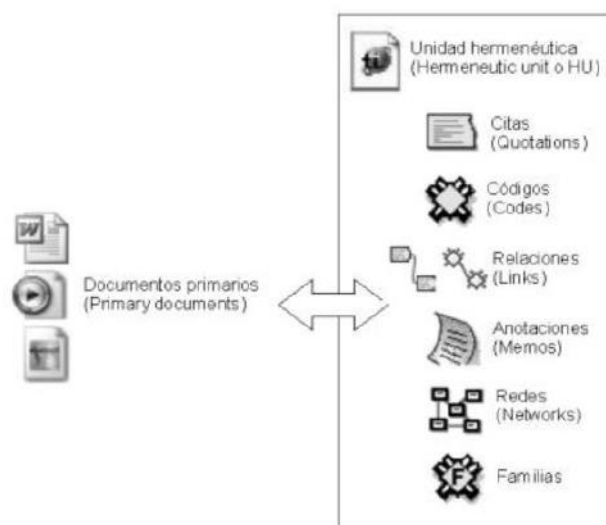 Unidad hermenéutica
(Hermeneutic unit o HU)
Citas
(Quotations)
Códigos
(Codes)
W
Documentos primarios
(Primary documents)
Relaciones
(Links)
Anotaciones
(Memos)
Redes
(Networks)
F
Familias